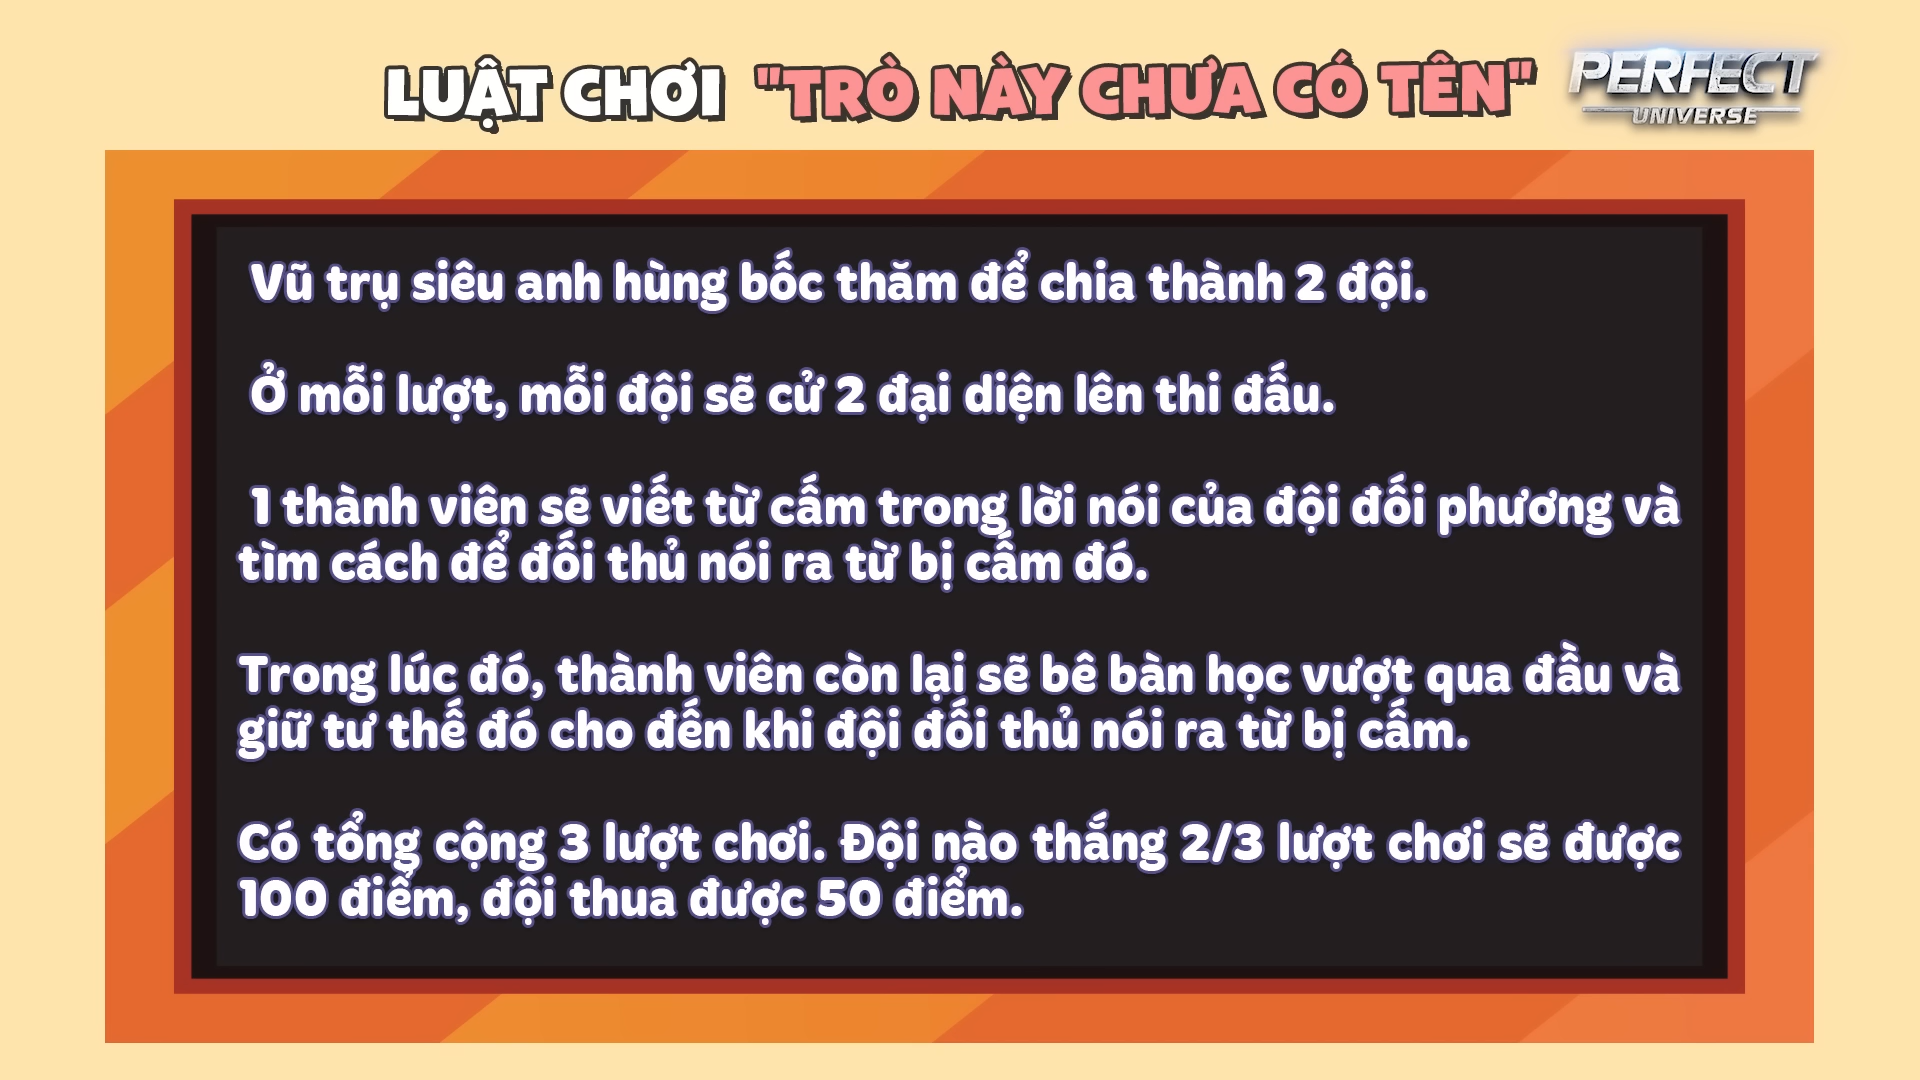 LUẬT CHƠI "TRÒ NÀY CHƯA CÓ TÊN"
PERFECT
UNIVERSE
Vũ trụ siêu anh hùng bốc thăm để chia thành 2 đội.
Ở mỗi lượt, mỗi đội sẽ cử 2 đại diện lên thi đấu.
1 thành viên sẽ viết từ cấm trong lời nói của đội đối phương và
tìm cách để đối thủ nói ra từ bị cấm đó.
Trong lúc đó, thành viên còn lại sẽ bê bàn học vượt qua đầu và
giữ tư thế đó cho đến khi đội đối thủ nói ra từ bị cấm.
Có tổng cộng 3 lượt chơi. Đội nào thắng 2/3 lượt chơi sẽ được
100 điểm, đội thua được 50 điểm.